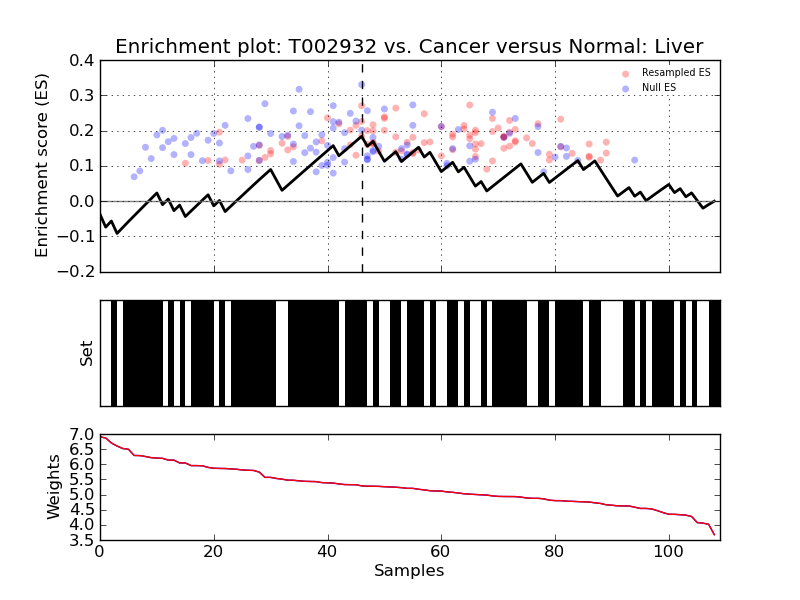 Enrichment plot: T002932 vs. Cancer versus Normal: Liver
Enrichment score (ES)
0.4
0.3
0.2
0.1
0.0
−0.1
−0.2
Resampled ES
Null ES
Set
Weights
7.0
6.5
6.0
5.5
5.0
4.5
4.0
3.5
0 20 40 60 80 100
Samples